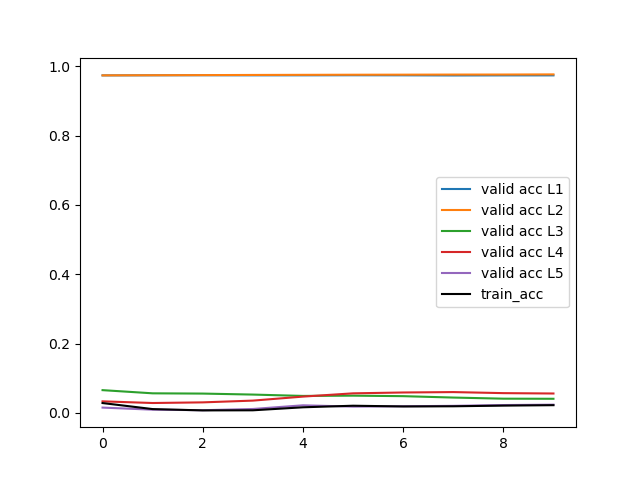 1.0
0.8
0.6
0.4
0.2
0.0
0
2
4
6
8
valid acc L1
valid acc L2
valid acc L3
valid acc L4
valid acc L5
train_acc